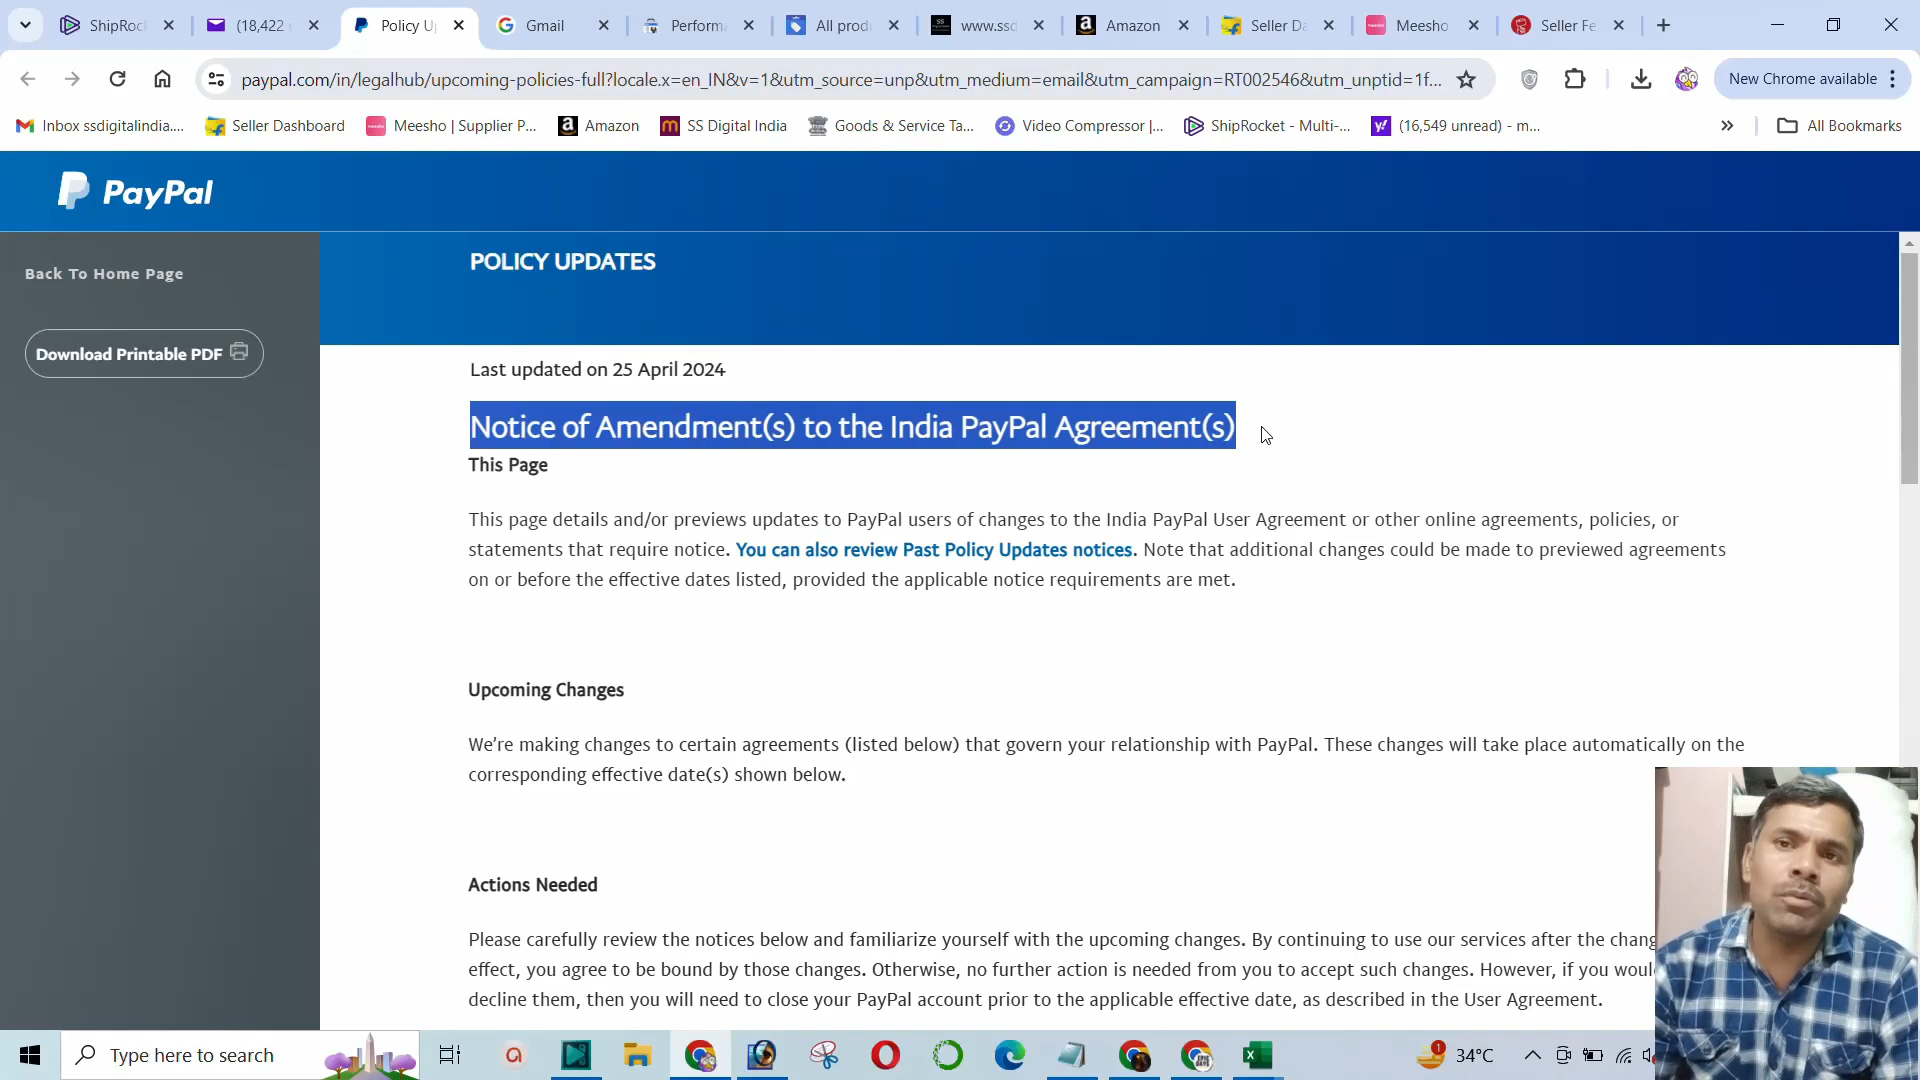 ShipRock
(18,422
Policy Up
Gmail
Perform
All prod
www.ssd
Amazon
Seller Da
Meesho
Seller Fe
paypal.com/in/legalhub/upcoming-policies-full?locale.x=en_IN&v=1&utm_source=unp&utm_medium=email&utm_campaign=RT002546&utm_unptid=1f...
New Chrome available
Inbox ssdigitalindia....
Seller Dashboard
Meesho | Supplier P...
Amazon
SS Digital India
Goods & Service Ta...
Video Compressor |...
ShipRocket - Multi-...
(16,549 unread) - m...
All Bookmarks
PayPal
Back To Home Page
Download Printable PDF
POLICY UPDATES
Last updated on 25 April 2024
Notice of Amendment(s) to the India PayPal Agreement(s)
This Page
This page details and/or previews updates to PayPal users of changes to the India PayPal User Agreement or other online agreements, policies, or
statements that require notice. You can also review Past Policy Updates notices. Note that additional changes could be made to previewed agreements
on or before the effective dates listed, provided the applicable notice requirements are met.
Upcoming Changes
We're making changes to certain agreements (listed below) that govern your relationship with PayPal. These changes will take place automatically on the
corresponding effective date(s) shown below.
Actions Needed
Please carefully review the notices below and familiarize yourself with the upcoming changes. By continuing to use our services after the chang
effect, you agree to be bound by those changes. Otherwise, no further action is needed from you to accept such changes. However, if you woul
decline them, then you will need to close your PayPal account prior to the applicable effective date, as described in the User Agreement.
Type here to search
34°C